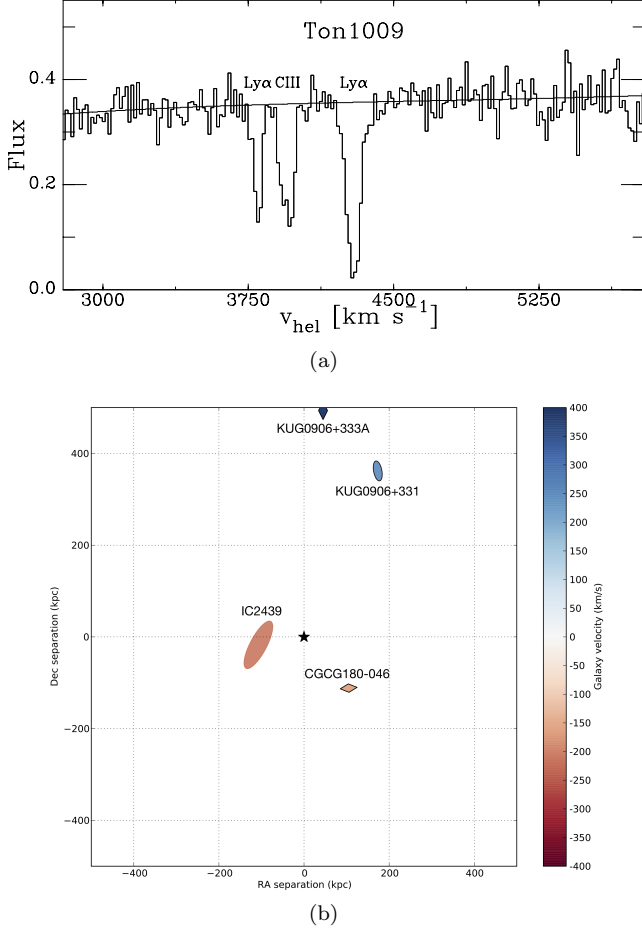 Ton1009
Lyα CIII Lyα
Flux
0.4
0.2
0.0
3000 3750 4500 5250
v_hel [km s^-1]
(a)
KUG0906+333A
KUG0906+331
IC2439
CGCG180-046
Dec separation (kpc)
400
200
0
−200
−400
−400 −200 0 200 400
RA separation (kpc)
400
350
300
250
200
150
100
50
0
-50
-100
-150
-200
-250
-300
-350
-400
Galaxy velocity (km/s)
(b)